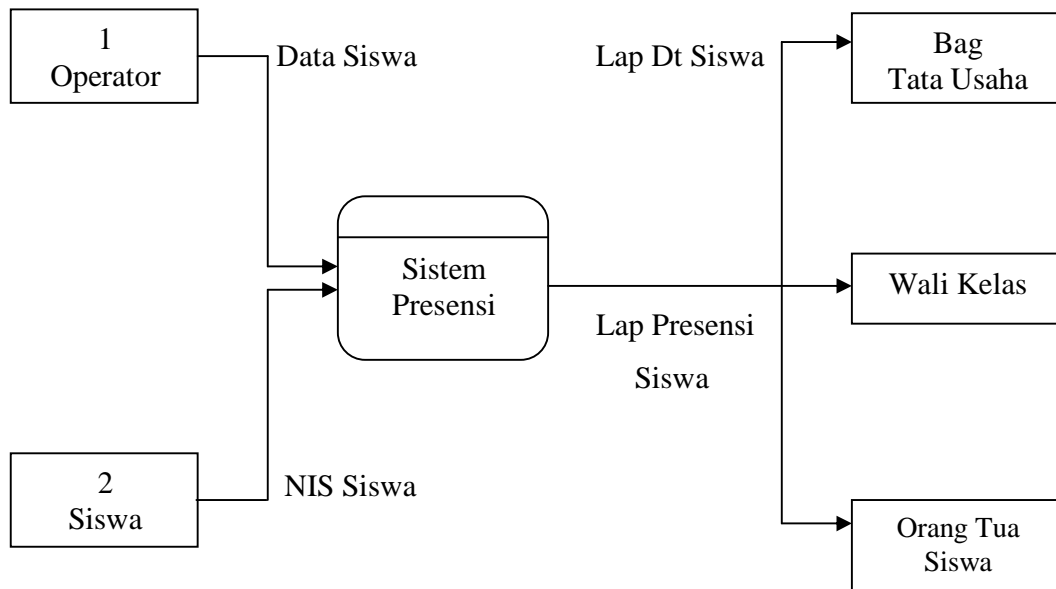 1
Operator
Data Siswa
Lap Dt Siswa
Bag
Tata Usaha
Sistem
Presensi
Wali Kelas
Lap Presensi
Siswa
2
Siswa
NIS Siswa
Orang Tua
Siswa